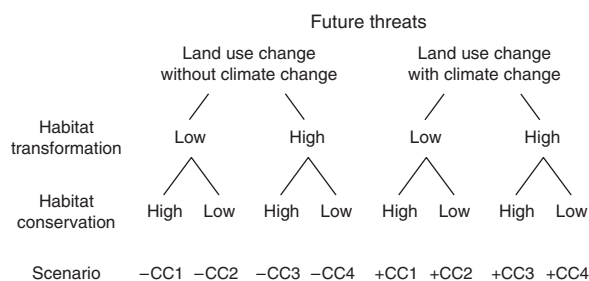 Future threats
Land use change
without climate change
Land use change
with climate change
Habitat
transformation
Low High Low High
Habitat
conservation
High Low High Low High Low High Low
Scenario −CC1 −CC2 −CC3 −CC4 +CC1 +CC2 +CC3 +CC4